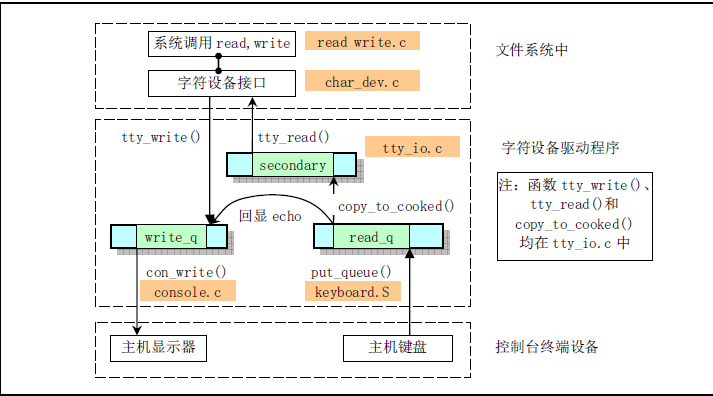 系统调用 read,write
read write.c
文件系统中
字符设备接口
char_dev.c
tty_write()
tty_read()
tty_io.c
字符设备驱动程序
secondary
注：函数 tty_write()、
tty_read()和
copy_to_cooked()
均在 tty_io.c 中
copy_to_cooked()
回显 echo
write_q
read_q
con_write()
put_queue()
console.c
keyboard.S
主机显示器
主机键盘
控制台终端设备